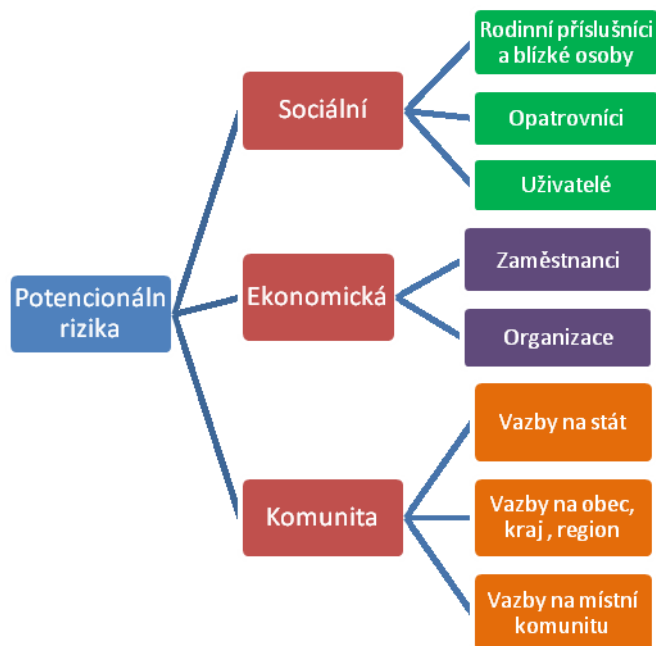 Rodinní příslušníci
a blízké osoby
Sociální
Opatrovníci
Uživatelé
Zaměstnanci
Potencionáln
rizika
Ekonomická
Organizace
Vazby na stát
Komunita
Vazby na obec,
kraj , region
Vazby na místní
komunitu